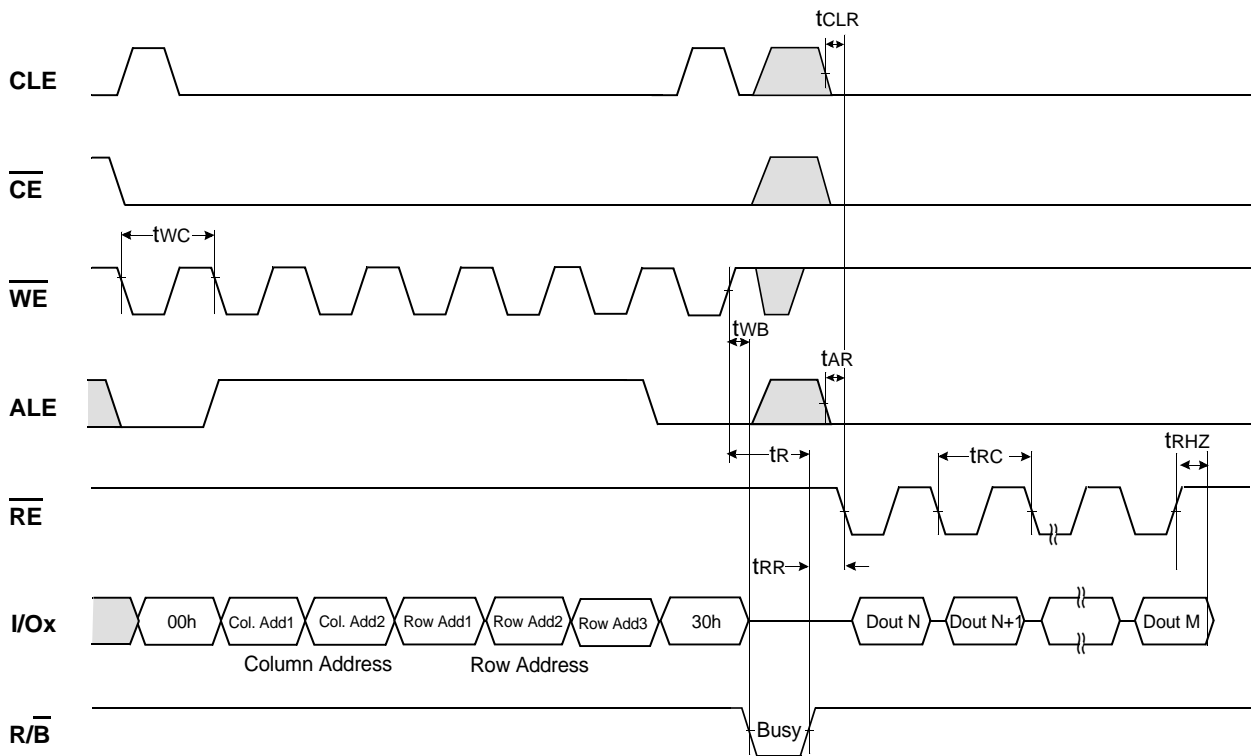 tCLR
CLE
CE
tWC
WE
tWB
tAR
ALE
tR
tRC
tRHZ
RE
tRR
I/Ox
00h
Col. Add1
Col. Add2
Row Add1
Row Add2
Row Add3
30h
Dout N
Dout N+1
Dout M
Column Address
Row Address
R/B
Busy